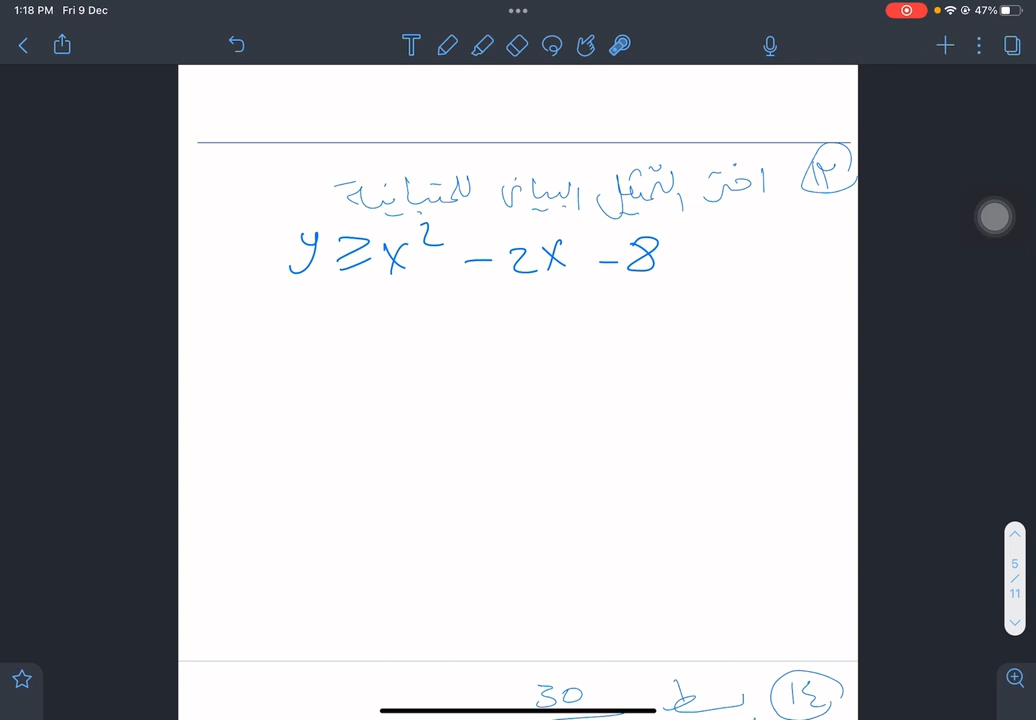 1:18 PM Fri 9 Dec 47%
١٣ اختر التمثيل البياني للمتباينة
y ≥ x² - 2x - 8
5
/
11
١٤ بسط 30